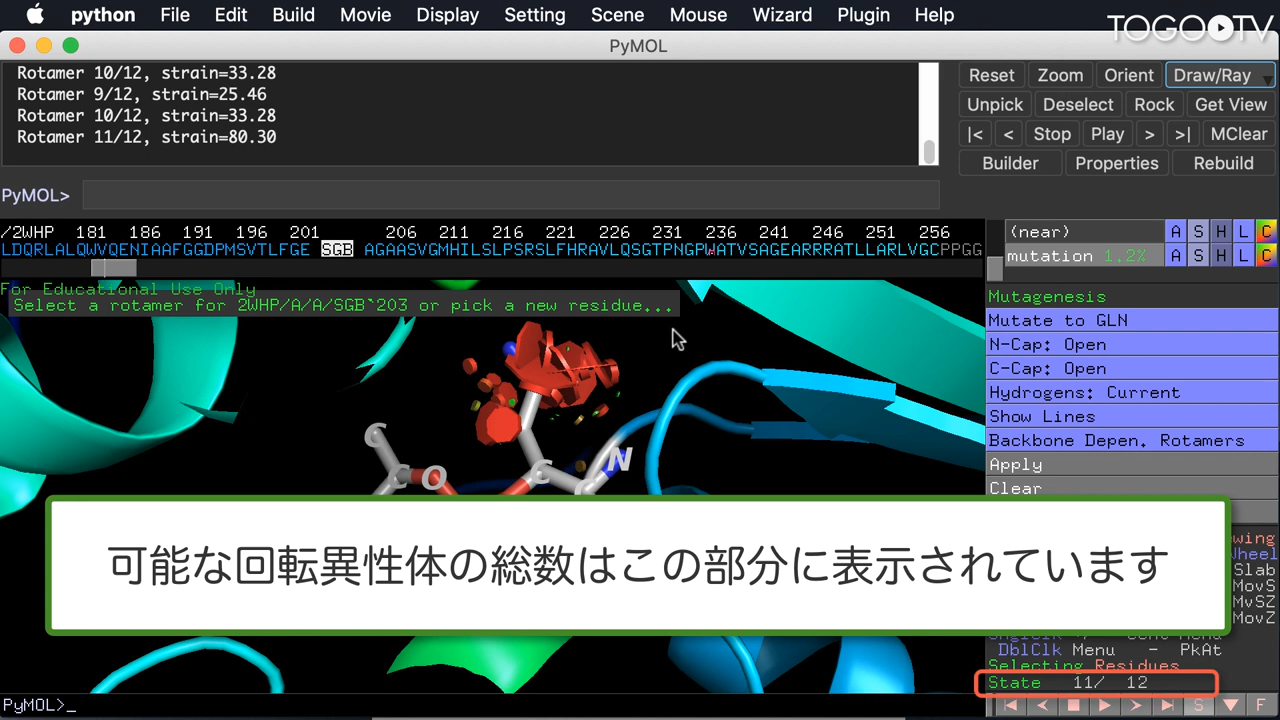 python File Edit Build Movie Display Setting Scene Mouse Wizard Plugin Help
TOGO TV
PyMOL
Rotamer 10/12, strain=33.28
Rotamer 9/12, strain=25.46
Rotamer 10/12, strain=33.28
Rotamer 11/12, strain=80.30
Reset Zoom Orient Draw/Ray
Unpick Deselect Rock Get View
|< < Stop Play > >| MClear
Builder Properties Rebuild
PyMOL>
/2WHP 181 186 191 196 201 206 211 216 221 226 231 236 241 246 251 256
LDQRLALQWVQENIAAFGGDPMSVTLFGE SGB AGAASVGMHILSLPSRSLFHRAVLQSGTPNGPWATVSAGEARRRATLLARLVGCPPGG
(near) A S H L C
mutation 1.2% A S H L C
For Educational Use Only
Select a rotamer for 2WHP/A/A/SGB`203 or pick a new residue...
Mutagenesis
Mutate to GLN
N-Cap: Open
C-Cap: Open
Hydrogens: Current
Show Lines
Backbone Depen. Rotamers
Apply
Clear
C
O
C
N
可能な回転異性体の総数はこの部分に表示されています
wing
Wheel
Slab
MovS
MvSZ
MovZ
DblClk Menu - PkAt
Selecting Residues
State 11/ 12
S F
PyMOL>_